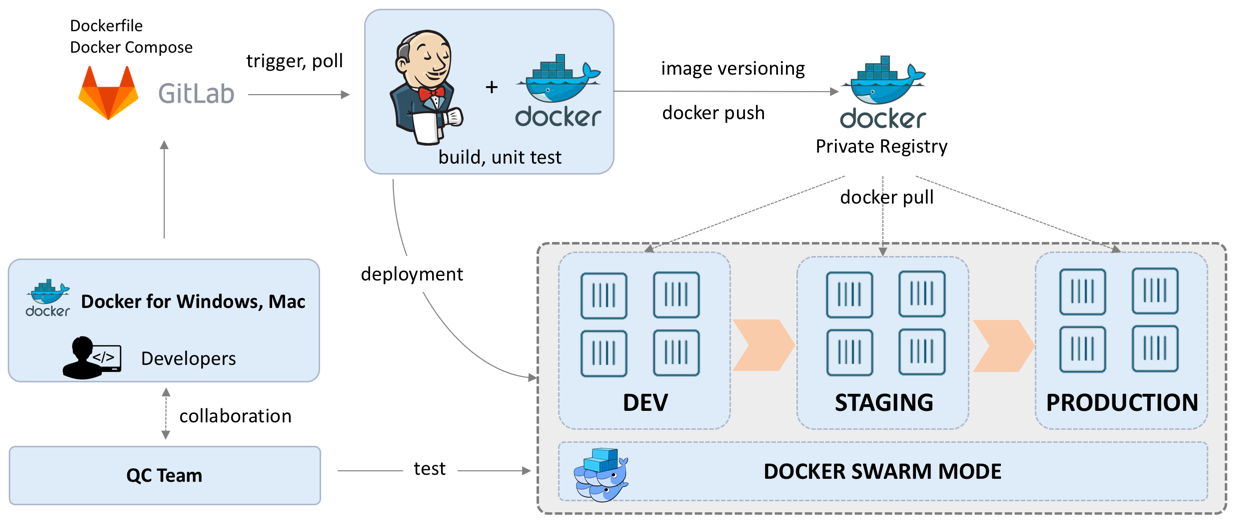 Dockerfile
Docker Compose
GitLab
trigger, poll
+
docker
build, unit test
image versioning
docker push
docker
Private Registry
docker pull
deployment
docker
Docker for Windows, Mac
</>
Developers
collaboration
QC Team
test
DEV
STAGING
PRODUCTION
DOCKER SWARM MODE